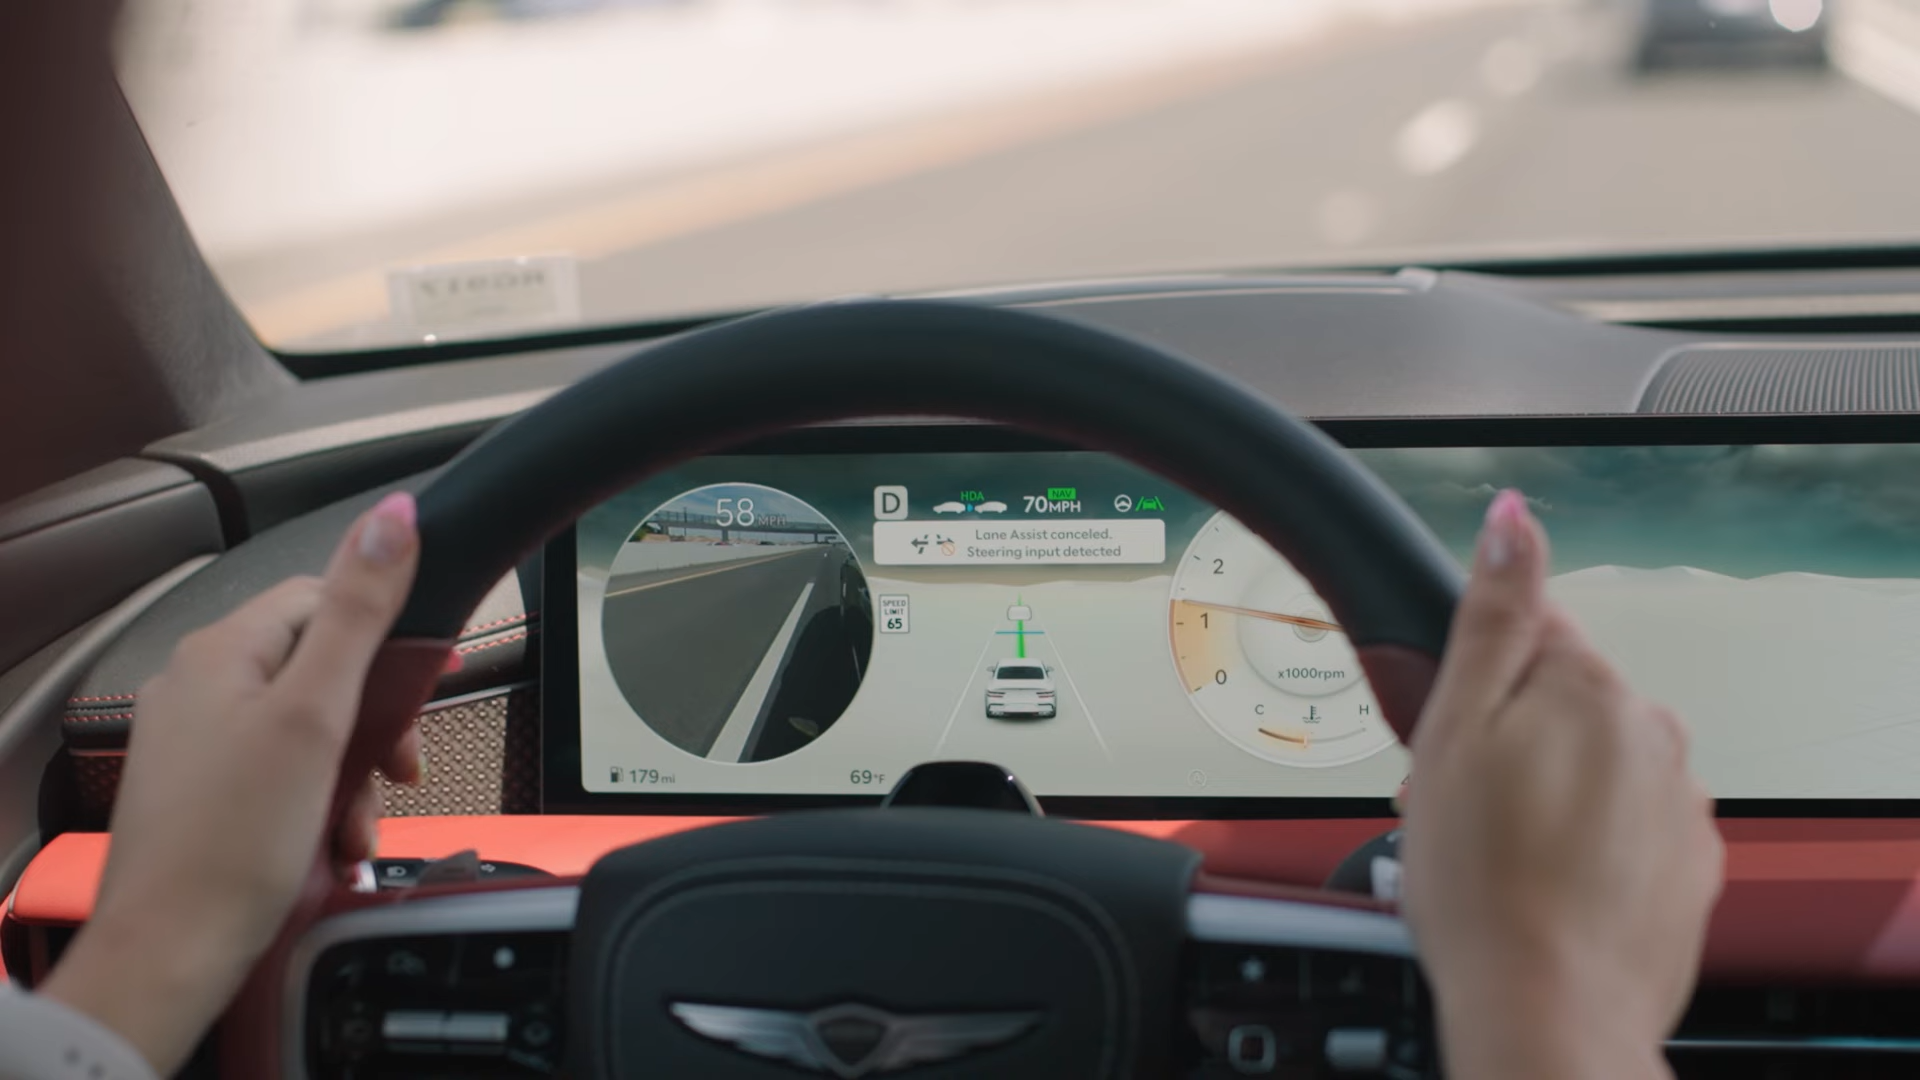 58 MPH
D
HDA
70MPH
NAV
Lane Assist canceled.
Steering input detected
SPEED
LIMIT
65
2
1
0
x1000rpm
C H
179mi
69°F